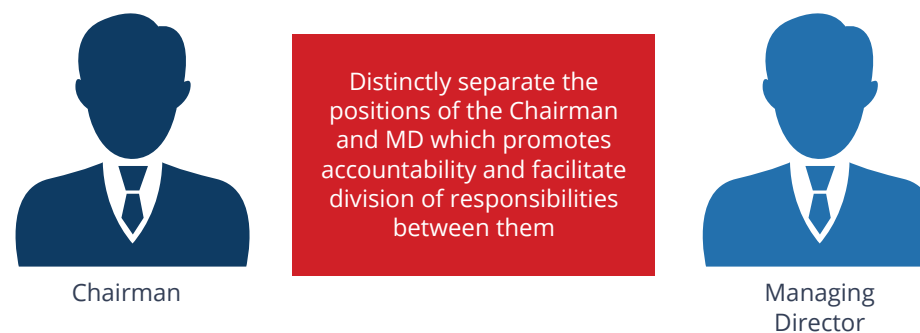 Distinctly separate the
positions of the Chairman
and MD which promotes
accountability and facilitate
division of responsibilities
between them
Chairman
Managing
Director